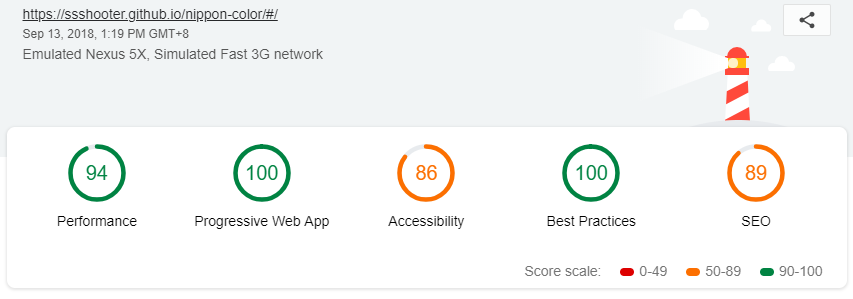 https://ssshooter.github.io/nippon-color/#/
Sep 13, 2018, 1:19 PM GMT+8
Emulated Nexus 5X, Simulated Fast 3G network
94 100 86 100 89
Performance Progressive Web App Accessibility Best Practices SEO
Score scale: 0-49 50-89 90-100